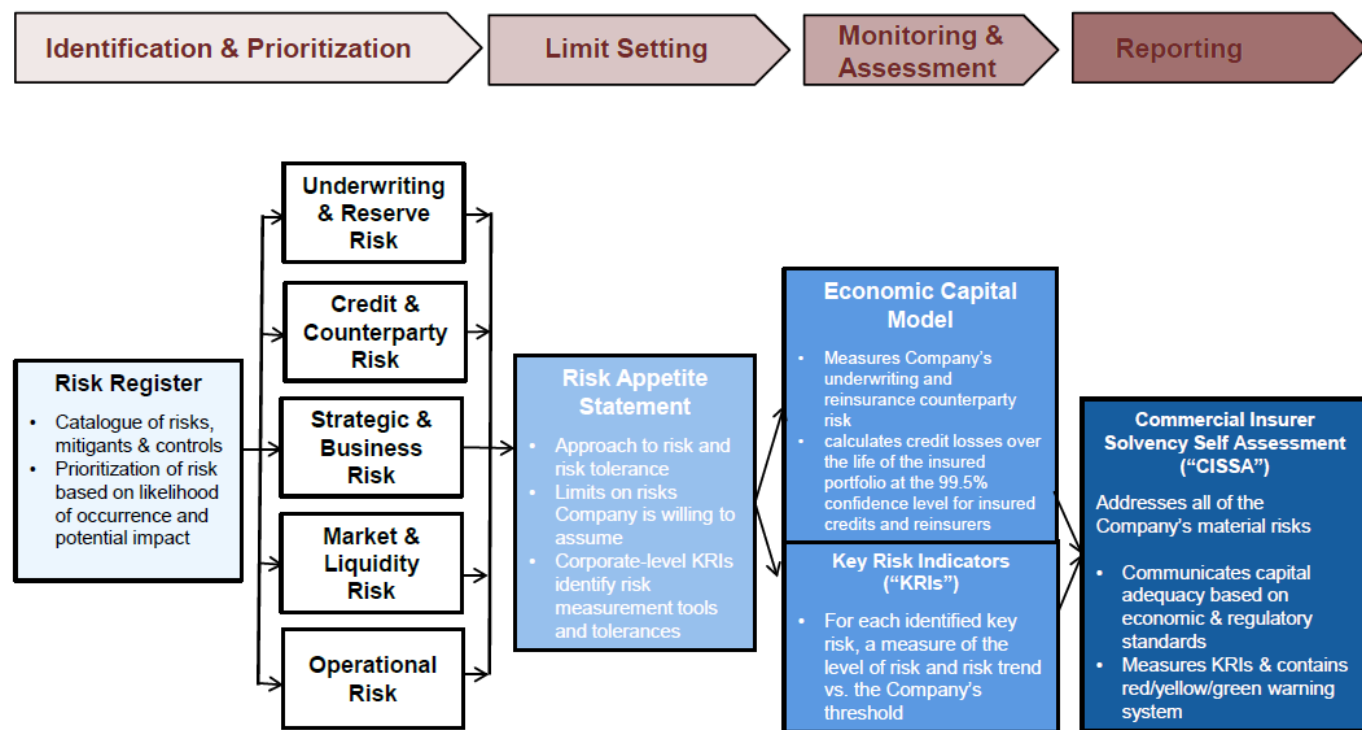 Identification & Prioritization
Limit Setting
Monitoring &
Assessment
Reporting
Risk Register
• Catalogue of risks,
mitigants & controls
• Prioritization of risk
based on likelihood
of occurrence and
potential impact
Underwriting
& Reserve
Risk
Credit &
Counterparty
Risk
Strategic &
Business
Risk
Market &
Liquidity
Risk
Operational
Risk
Risk Appetite
Statement
• Approach to risk and
risk tolerance
• Limits on risks
Company is willing to
assume
• Corporate-level KRIs
identify risk
measurement tools
and tolerances
Economic Capital
Model
• Measures Company’s
underwriting and
reinsurance counterparty
risk
• calculates credit losses over
the life of the insured
portfolio at the 99.5%
confidence level for insured
credits and reinsurers
Key Risk Indicators
(“KRIs”)
• For each identified key
risk, a measure of the
level of risk and risk trend
vs. the Company’s
threshold
Commercial Insurer
Solvency Self Assessment
(“CISSA”)
Addresses all of the
Company’s material risks
• Communicates capital
adequacy based on
economic & regulatory
standards
• Measures KRIs & contains
red/yellow/green warning
system